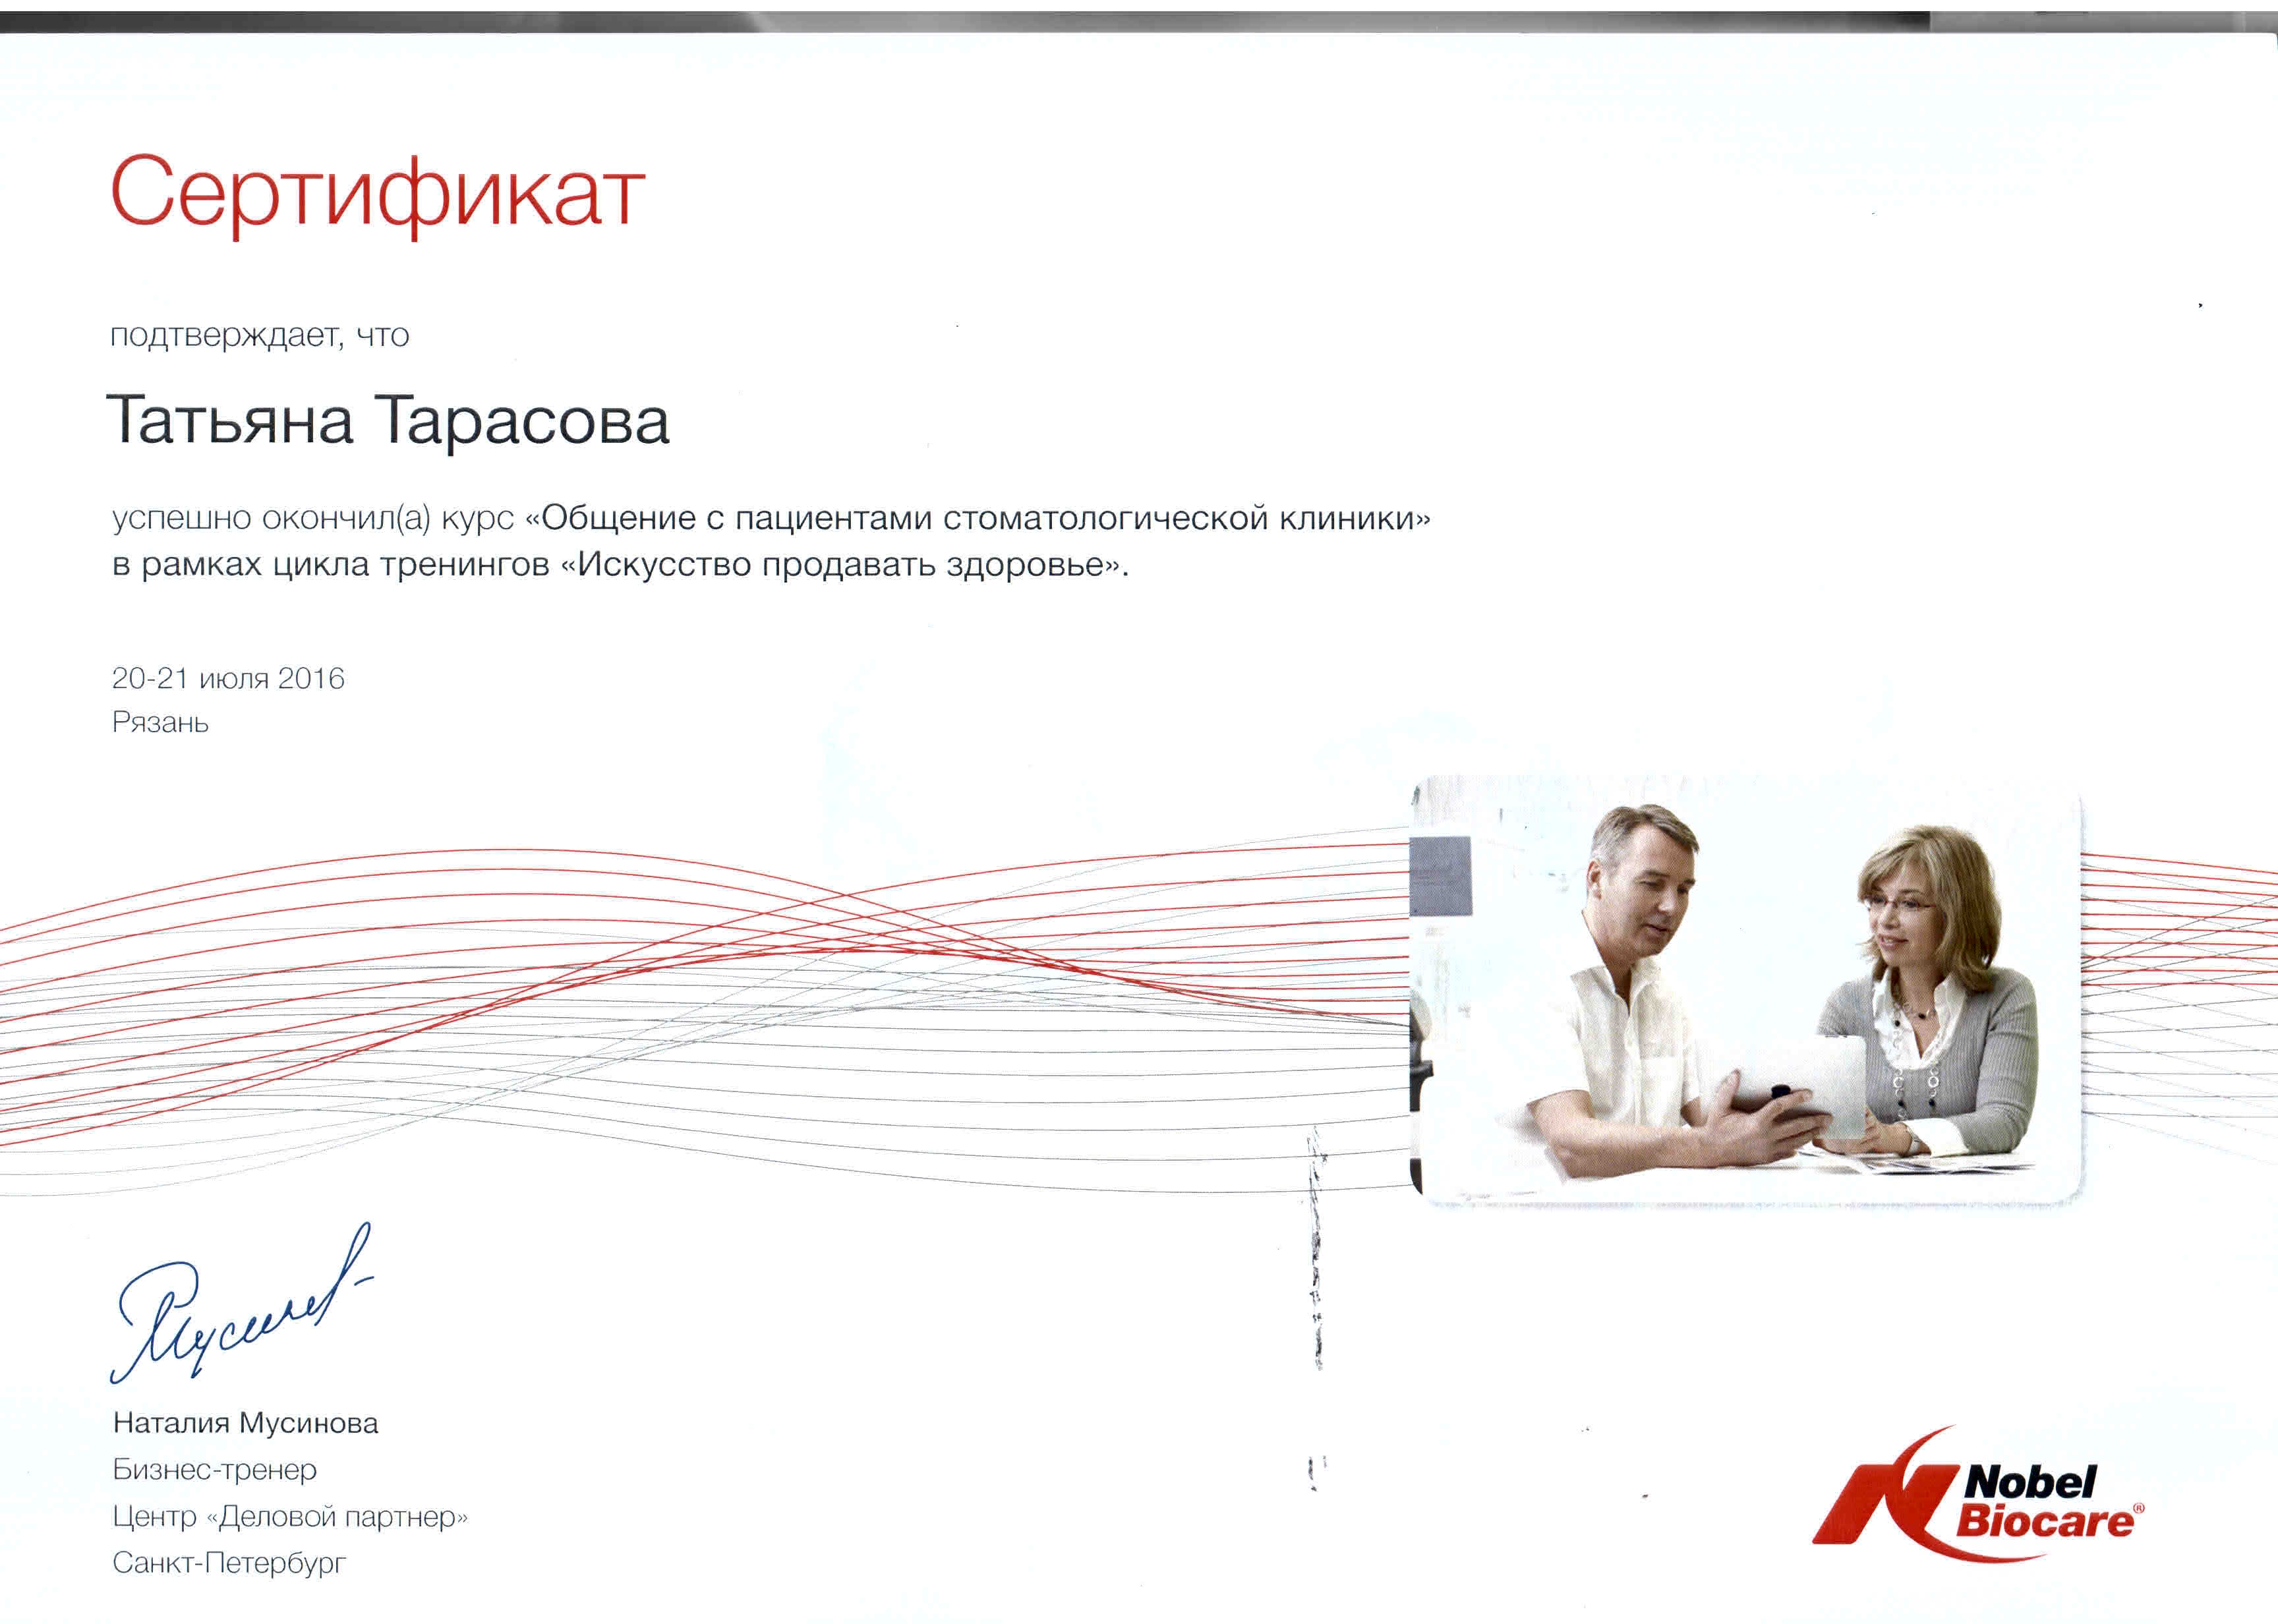 Сертификат
подтверждает, что
Татьяна Тарасова
успешно окончил(а) курс «Общение с пациентами стоматологической клиники»
в рамках цикла тренингов «Искусство продавать здоровье».
20-21 июля 2016
Рязань
Наталия Мусинова
Бизнес-тренер
Центр «Деловой партнер»
Санкт-Петербург
Nobel
Biocare®